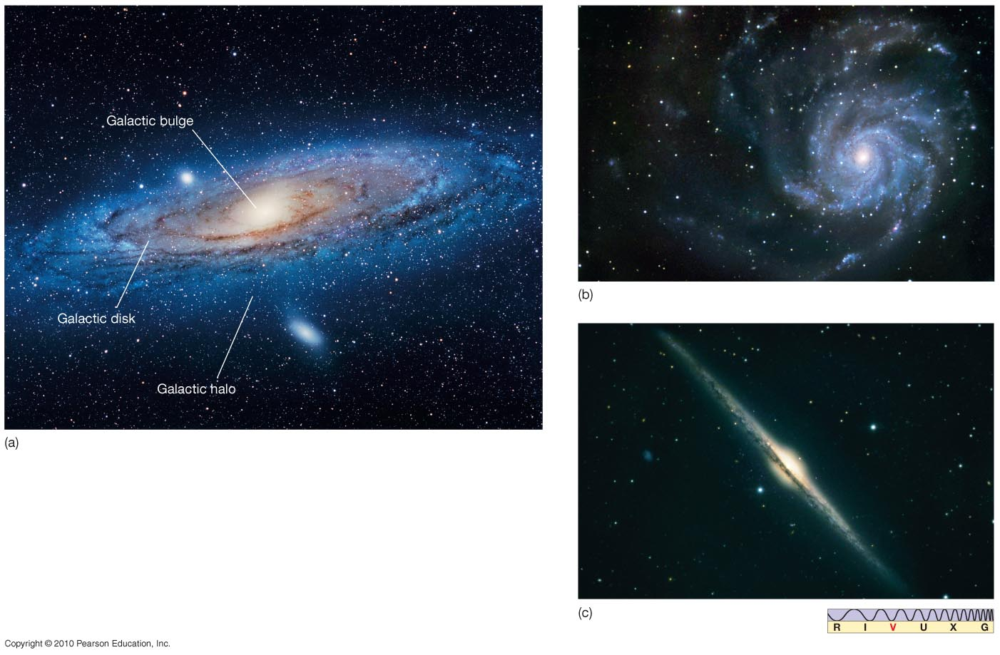 Galactic bulge
Galactic disk
Galactic halo
(a)
(b)
(c)
R I V U X G
Copyright © 2010 Pearson Education, Inc.